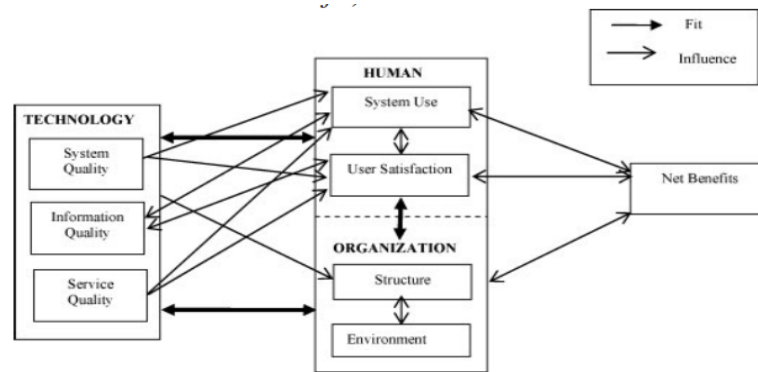 Fit
Influence
HUMAN
System Use
TECHNOLOGY
System
Quality
User Satisfaction
Net Benefits
Information
Quality
ORGANIZATION
Structure
Service
Quality
Environment